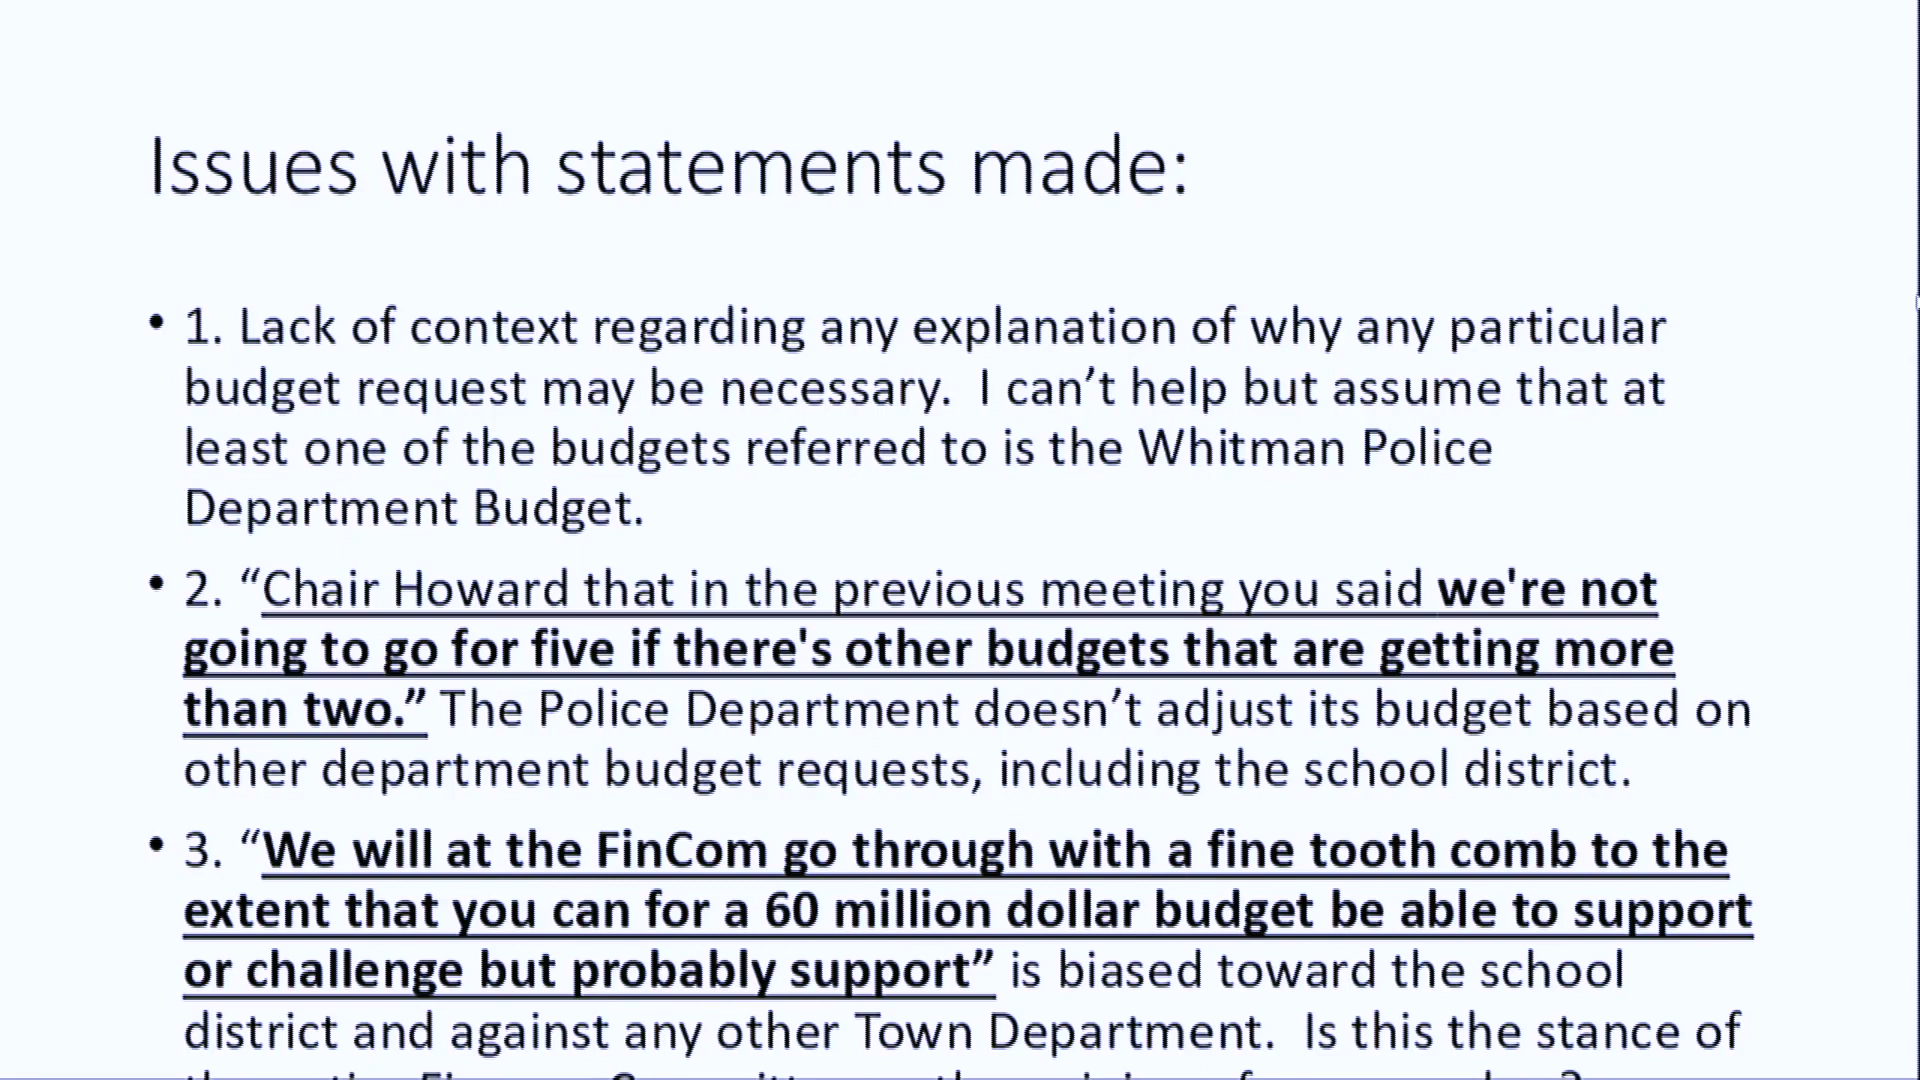 Issues with statements made:
• 1. Lack of context regarding any explanation of why any particular
budget request may be necessary.  I can’t help but assume that at
least one of the budgets referred to is the Whitman Police
Department Budget.
• 2. “Chair Howard that in the previous meeting you said we're not
going to go for five if there's other budgets that are getting more
than two.” The Police Department doesn’t adjust its budget based on
other department budget requests, including the school district.
• 3. “We will at the FinCom go through with a fine tooth comb to the
extent that you can for a 60 million dollar budget be able to support
or challenge but probably support” is biased toward the school
district and against any other Town Department.  Is this the stance of